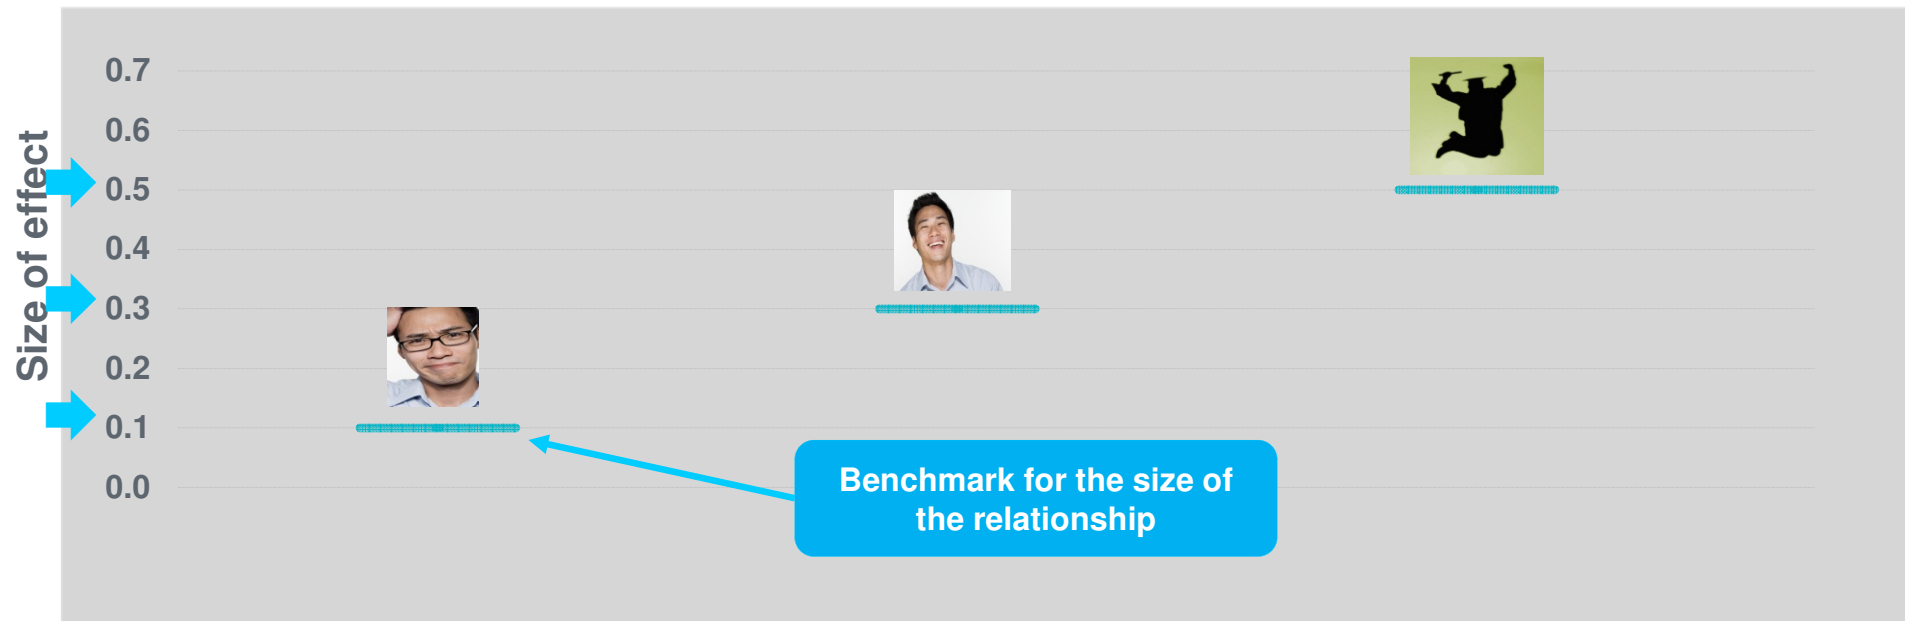 Size of effect
0.7
0.6
0.5
0.4
0.3
0.2
0.1
0.0
Benchmark for the size of
the relationship